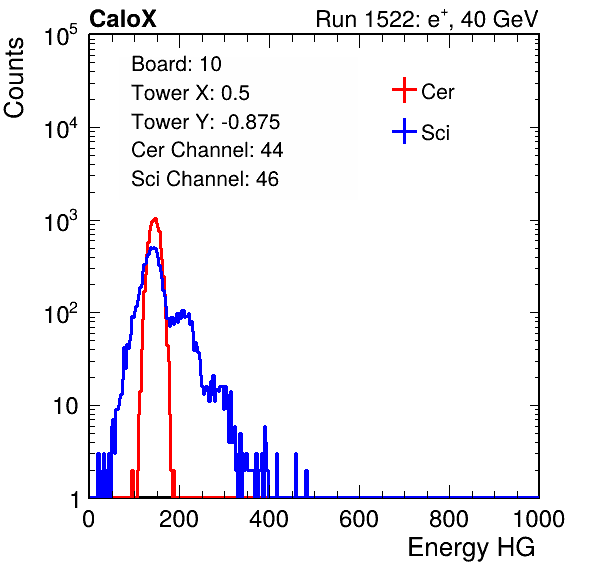 CaloX Run 1522: e⁺, 40 GeV
Counts
Board: 10
Tower X: 0.5
Tower Y: -0.875
Cer Channel: 44
Sci Channel: 46
Cer
Sci
10⁵
10⁴
10³
10²
10
1
0 200 400 600 800 1000
Energy HG